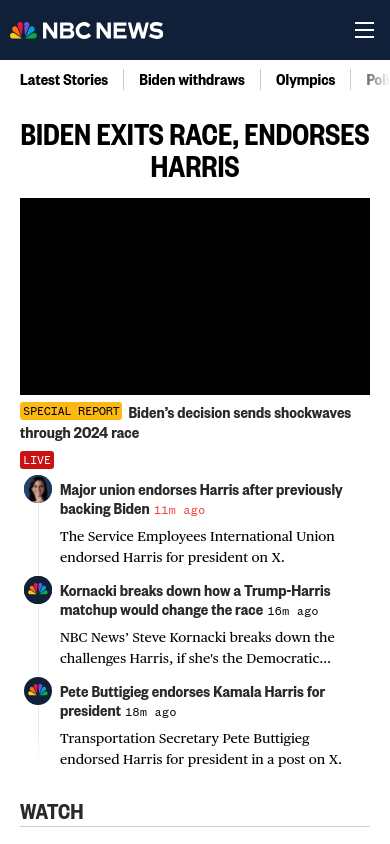 NBC NEWS
Latest Stories
Biden withdraws
Olympics
Poli
BIDEN EXITS RACE, ENDORSES
HARRIS
SPECIAL REPORT Biden’s decision sends shockwaves
through 2024 race
LIVE
Major union endorses Harris after previously
backing Biden 11m ago
The Service Employees International Union
endorsed Harris for president on X.
Kornacki breaks down how a Trump-Harris
matchup would change the race 16m ago
NBC News’ Steve Kornacki breaks down the
challenges Harris, if she's the Democratic...
Pete Buttigieg endorses Kamala Harris for
president 18m ago
Transportation Secretary Pete Buttigieg
endorsed Harris for president in a post on X.
WATCH